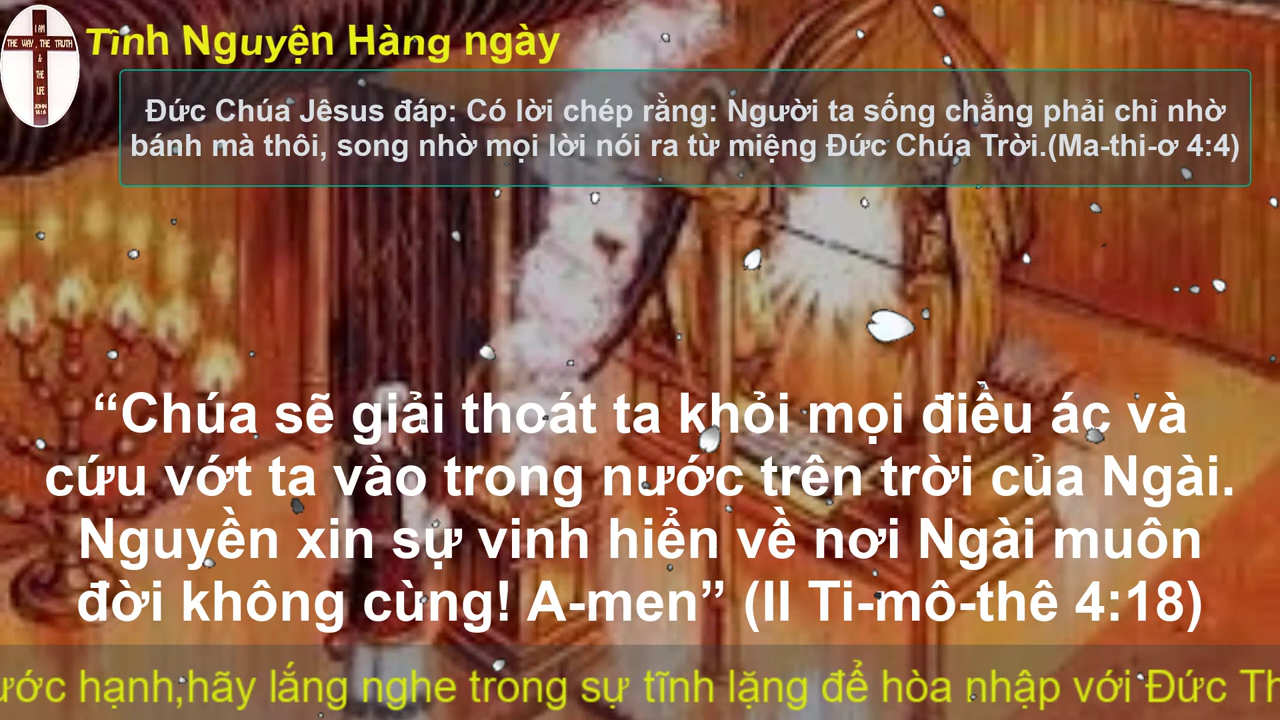 I AM
THE WAY , THE TRUTH
&
THE
LIFE
JOHN
14:6
Tĩnh Nguyện Hàng ngày
Đức Chúa Jêsus đáp: Có lời chép rằng: Người ta sống chẳng phải chỉ nhờ
bánh mà thôi, song nhờ mọi lời nói ra từ miệng Đức Chúa Trời.(Ma-thi-ơ 4:4)
“Chúa sẽ giải thoát ta khỏi mọi điều ác và
cứu vớt ta vào trong nước trên trời của Ngài.
Nguyền xin sự vinh hiển về nơi Ngài muôn
đời không cùng! A-men” (II Ti-mô-thê 4:18)
ước hạnh;hãy lắng nghe trong sự tĩnh lặng để hòa nhập với Đức Th